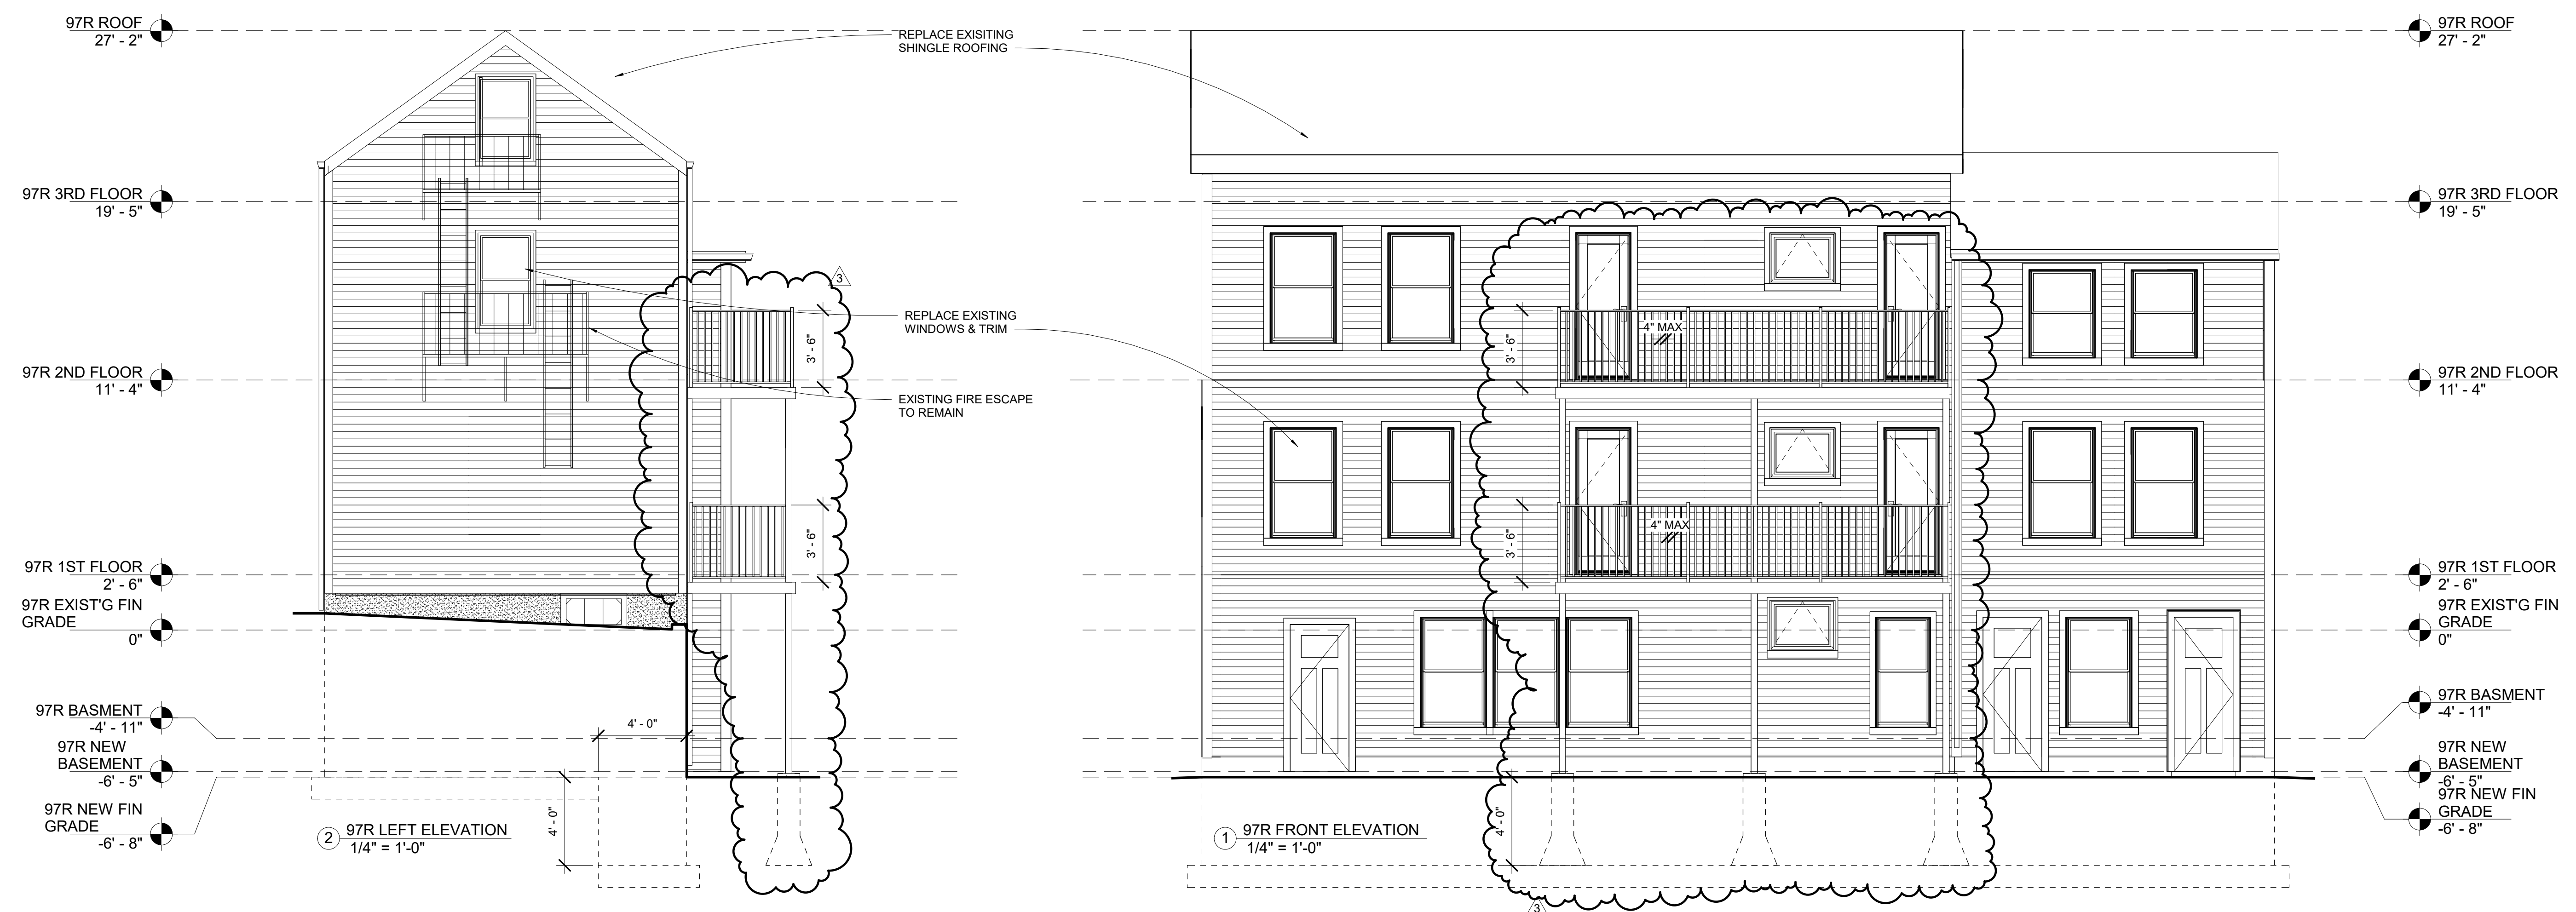 97R ROOF
27' - 2"
97R 3RD FLOOR
19' - 5"
97R 2ND FLOOR
11' - 4"
97R 1ST FLOOR
2' - 6"
97R EXIST'G FIN
GRADE
0"
97R BASMENT
-4' - 11"
97R NEW
BASEMENT
-6' - 5"
97R NEW FIN
GRADE
-6' - 8"
3
3' - 6"
3' - 6"
4' - 0"
4' - 0"
2 97R LEFT ELEVATION
1/4" = 1'-0"
REPLACE EXISITING
SHINGLE ROOFING
REPLACE EXISTING
WINDOWS & TRIM
EXISTING FIRE ESCAPE
TO REMAIN
4" MAX
3' - 6"
4" MAX
3' - 6"
4' - 0"
1 97R FRONT ELEVATION
1/4" = 1'-0"
3
97R ROOF
27' - 2"
97R 3RD FLOOR
19' - 5"
97R 2ND FLOOR
11' - 4"
97R 1ST FLOOR
2' - 6"
97R EXIST'G FIN
GRADE
0"
97R BASMENT
-4' - 11"
97R NEW
BASEMENT
-6' - 5"
97R NEW FIN
GRADE
-6' - 8"